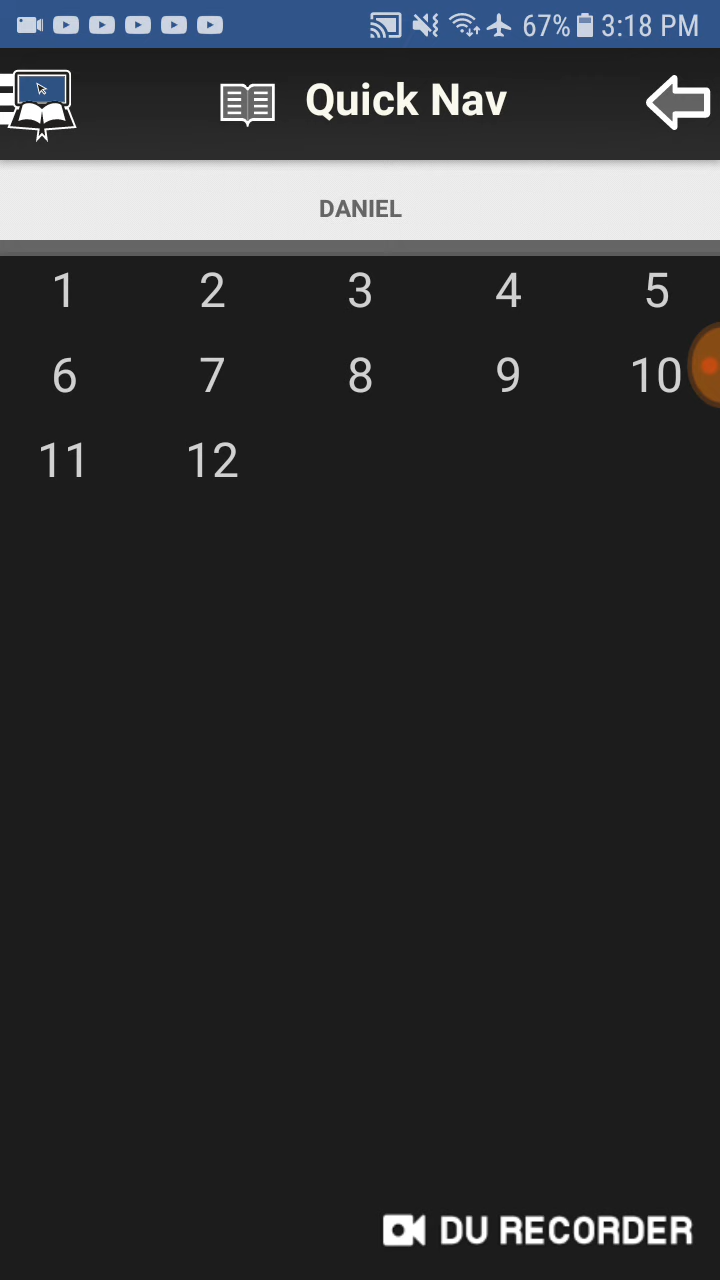 67% 3:18 PM
Quick Nav
DANIEL
1 2 3 4 5
6 7 8 9 10
11 12
DU RECORDER